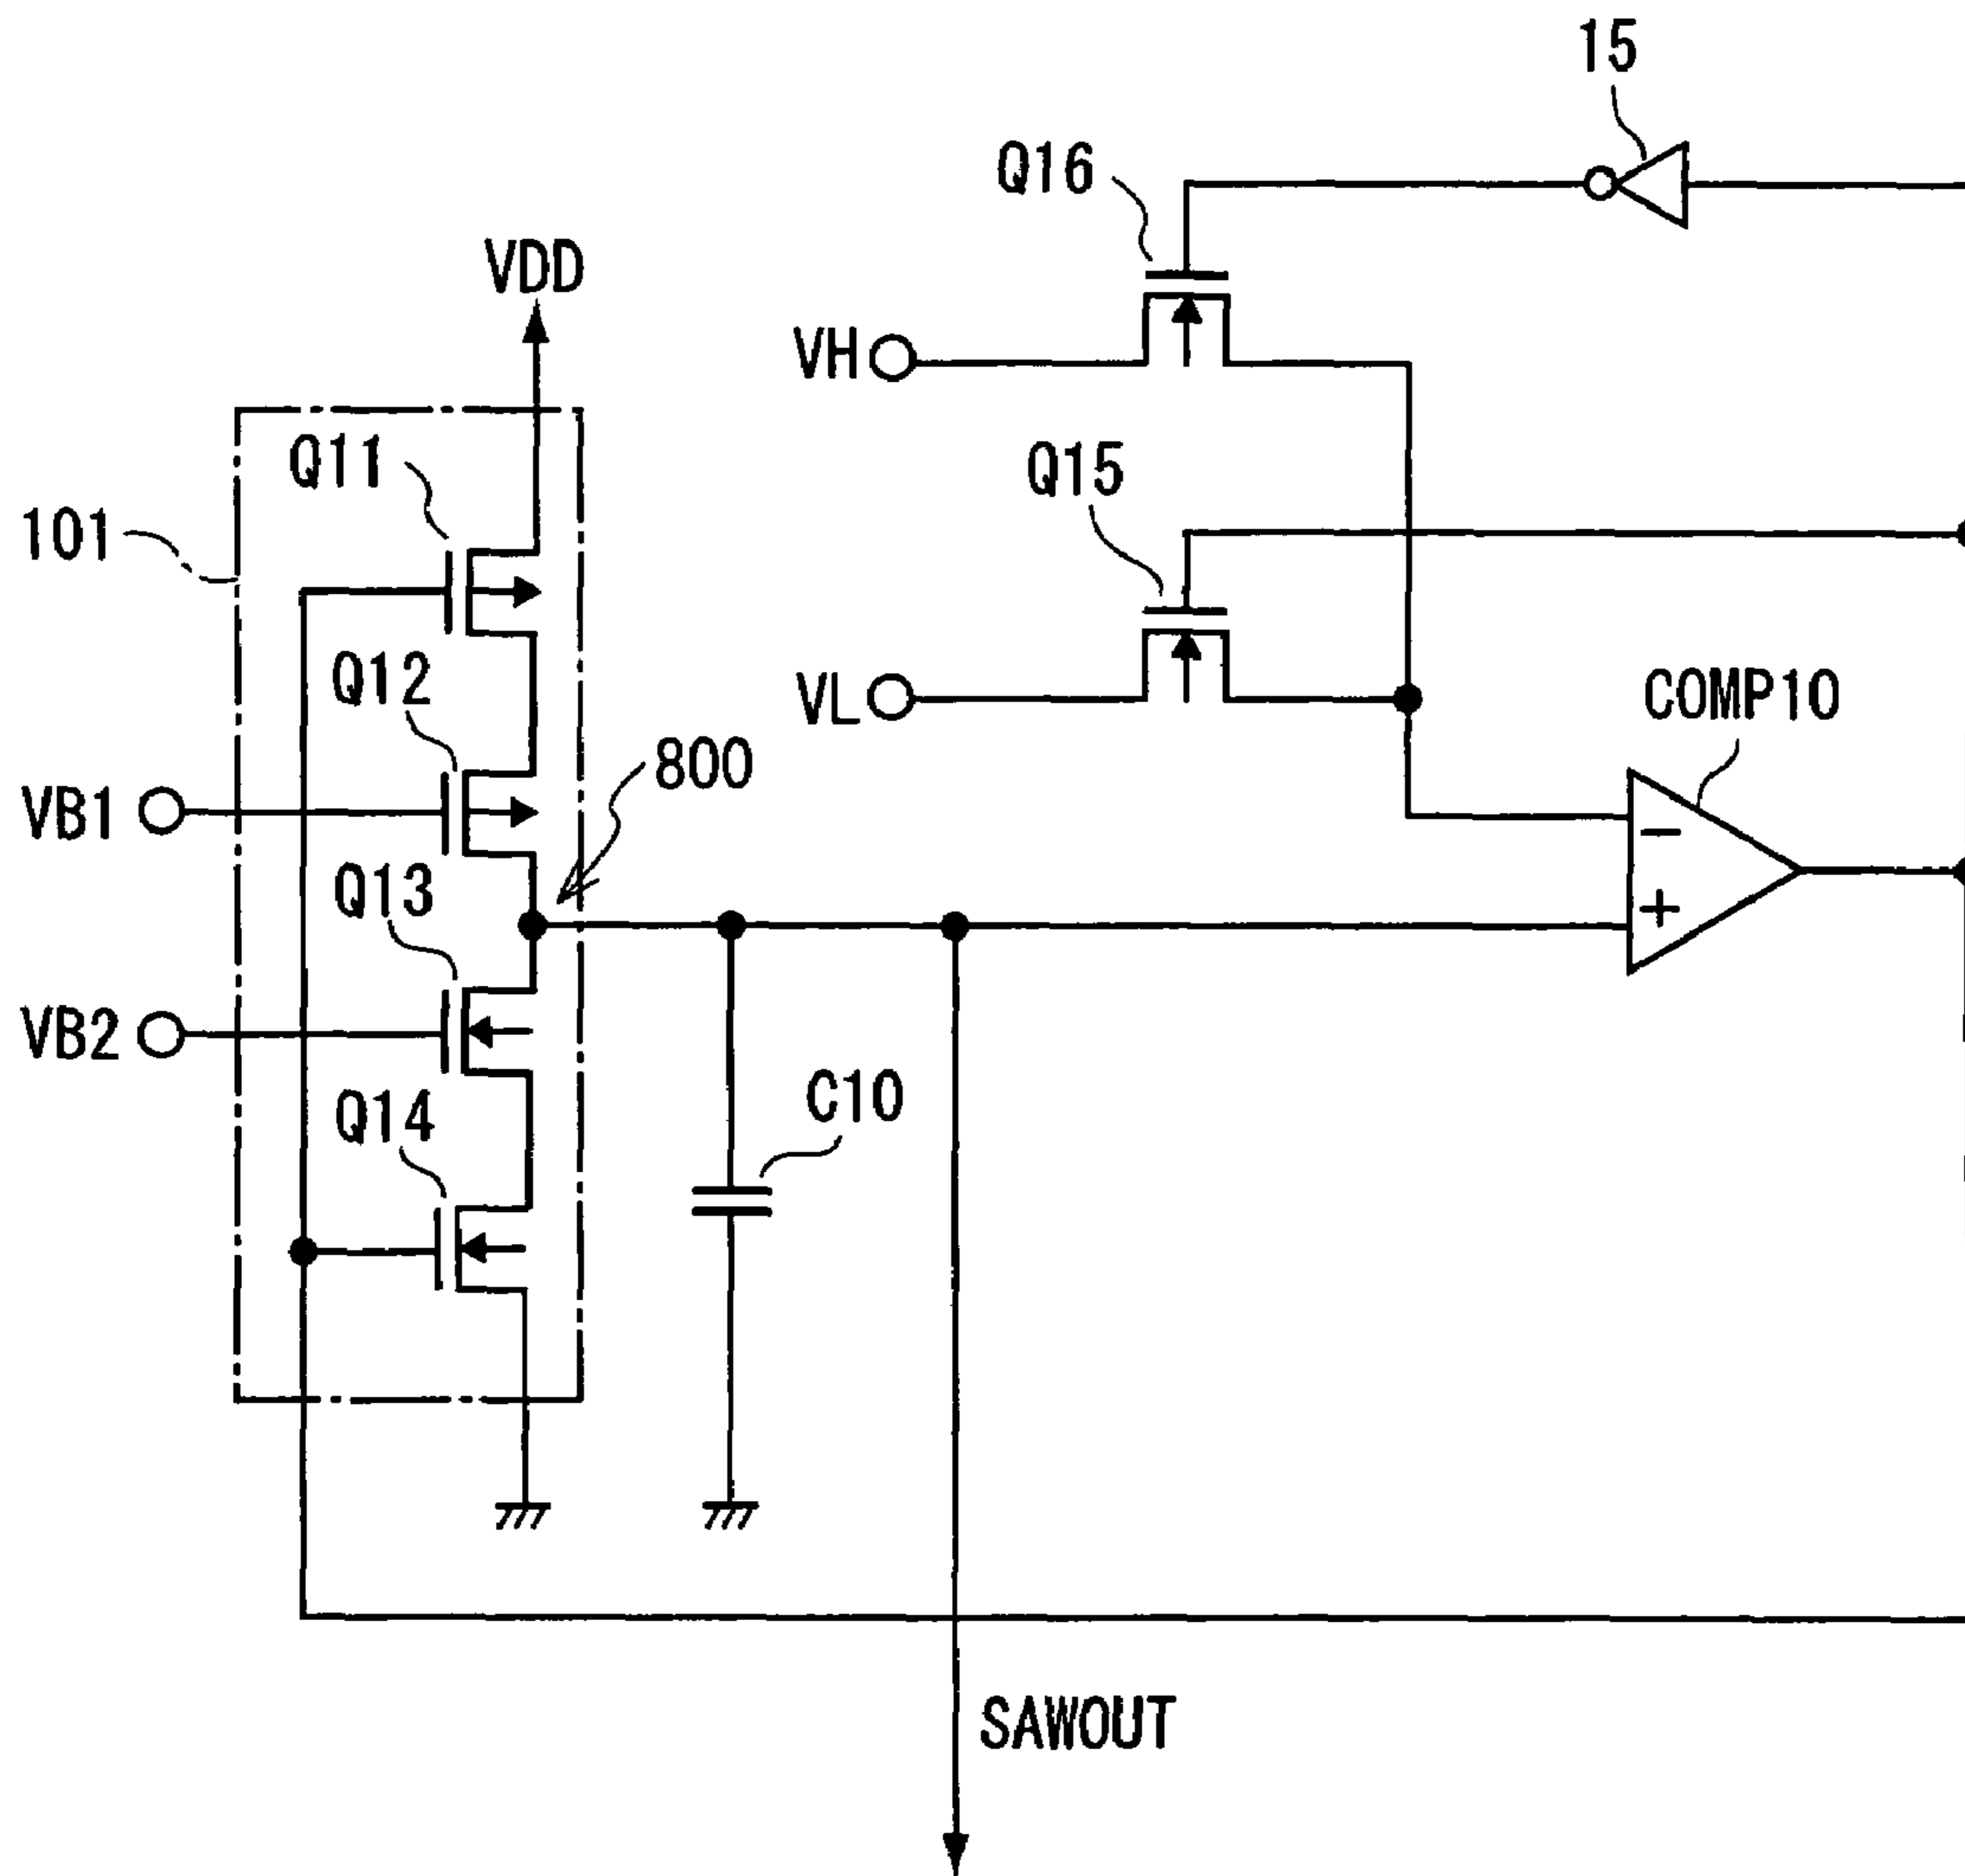 15
Q16
VDD
VH
Q11
Q15
101
Q12
VL
COMP10
800
VB1
−
Q13
+
VB2
C10
Q14
SAWOUT